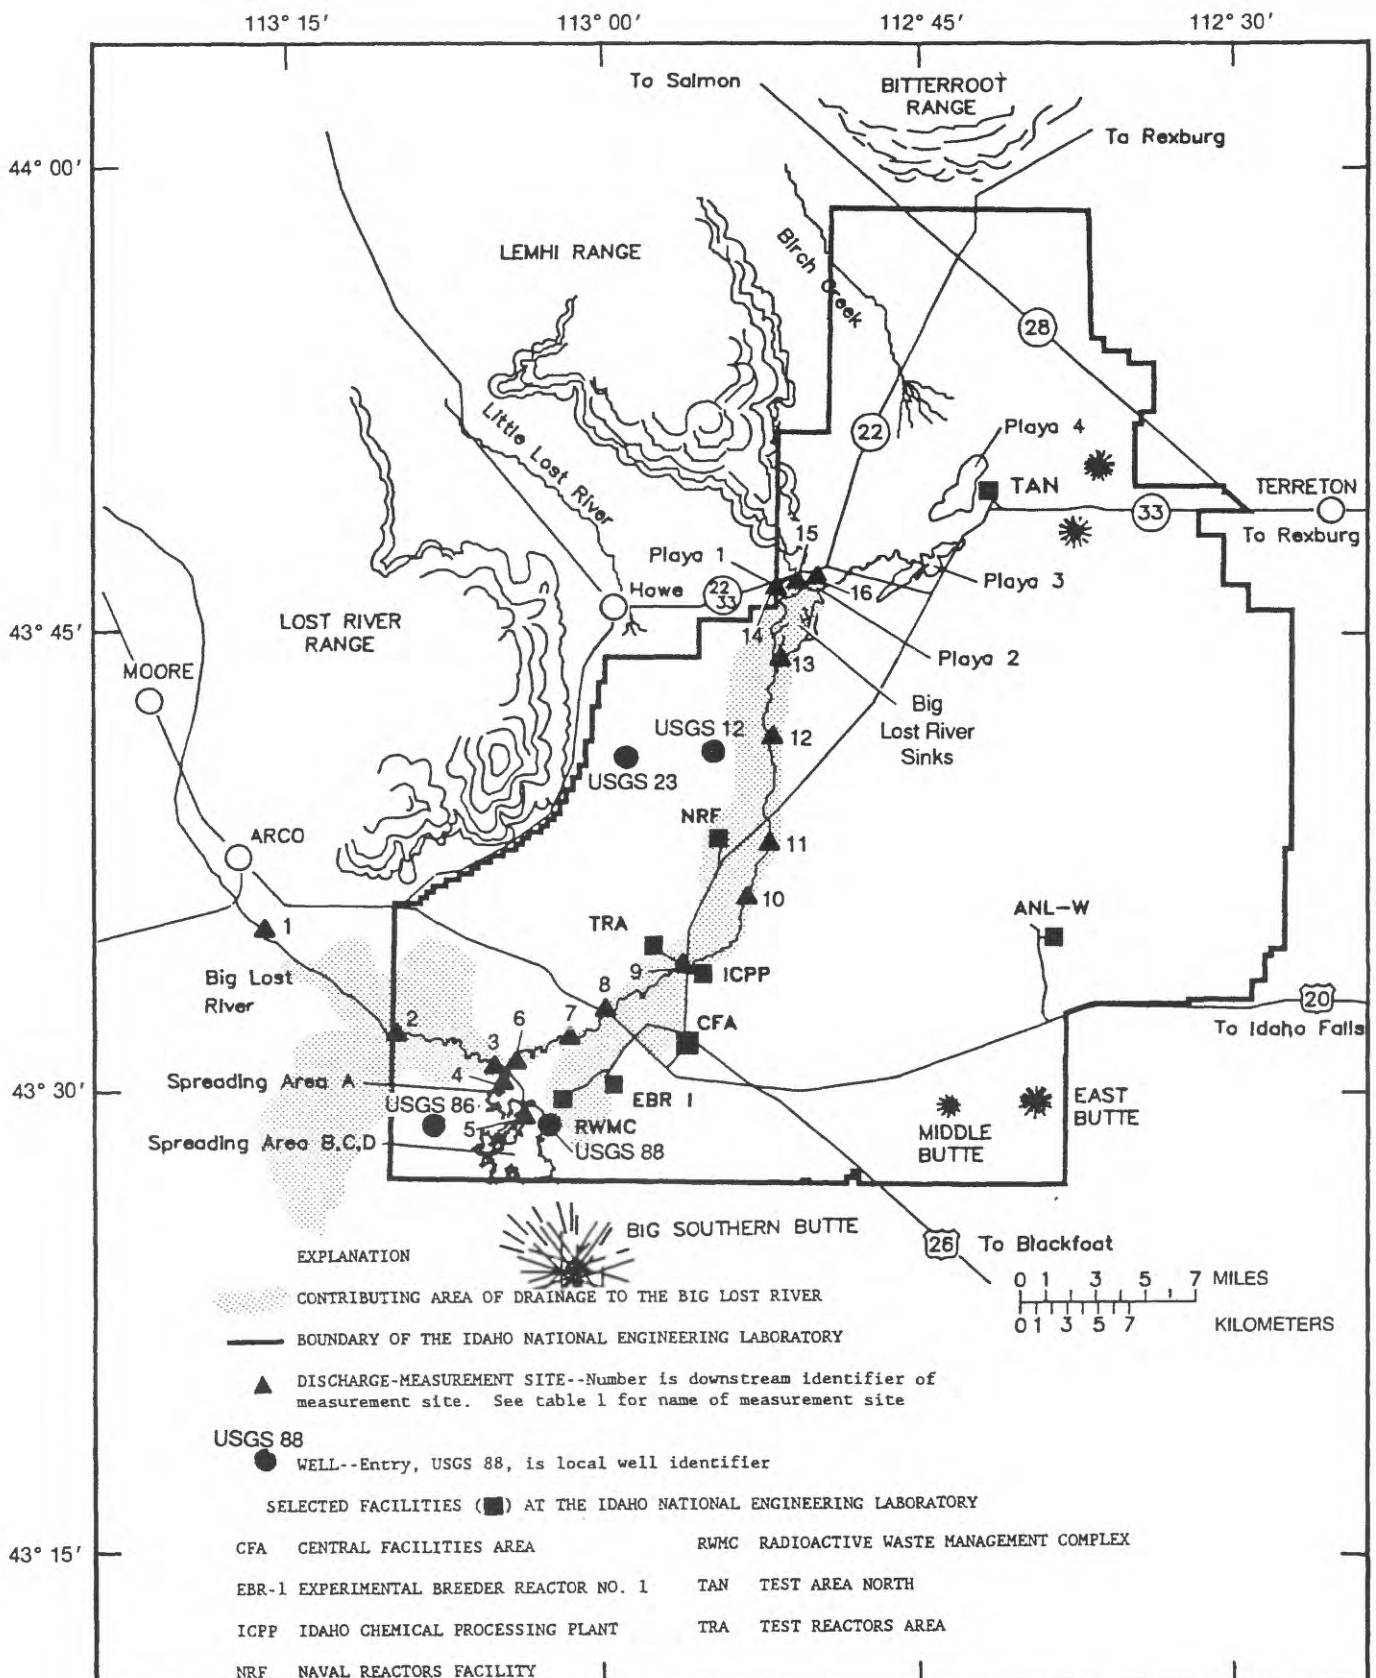 113° 15′ 113° 00′ 112° 45′ 112° 30′
To Salmon
BITTERROOT
RANGE
To Rexburg
44° 00′
LEMHI RANGE
Birch Creek
28
Little Lost River
22
Playa 4
TAN
TERRETON
33
To Rexburg
15
Playa 1
Howe
22
33
16
Playa 3
LOST RIVER
RANGE
43° 45′
14
13
Playa 2
MOORE
Big
Lost River
Sinks
USGS 12
12
USGS 23
NRF
ARCO
11
10
ANL-W
1
TRA
9
ICPP
Big Lost
River
8
20
To Idaho Falls
2
7
CFA
6
3
Spreading Area A
4
43° 30′
USGS 86
EBR 1
EAST
BUTTE
5
RWMC
MIDDLE
BUTTE
Spreading Area B,C,D
USGS 88
BIG SOUTHERN BUTTE
26
To Blackfoot
EXPLANATION
0 1 3 5 7 MILES
CONTRIBUTING AREA OF DRAINAGE TO THE BIG LOST RIVER
0 1 3 5 7 KILOMETERS
BOUNDARY OF THE IDAHO NATIONAL ENGINEERING LABORATORY
DISCHARGE-MEASUREMENT SITE--Number is downstream identifier of
measurement site. See table 1 for name of measurement site
USGS 88
WELL--Entry, USGS 88, is local well identifier
SELECTED FACILITIES (■) AT THE IDAHO NATIONAL ENGINEERING LABORATORY
43° 15′
CFA CENTRAL FACILITIES AREA RWMC RADIOACTIVE WASTE MANAGEMENT COMPLEX
EBR-1 EXPERIMENTAL BREEDER REACTOR NO. 1 TAN TEST AREA NORTH
ICPP IDAHO CHEMICAL PROCESSING PLANT TRA TEST REACTORS AREA
NRF NAVAL REACTORS FACILITY